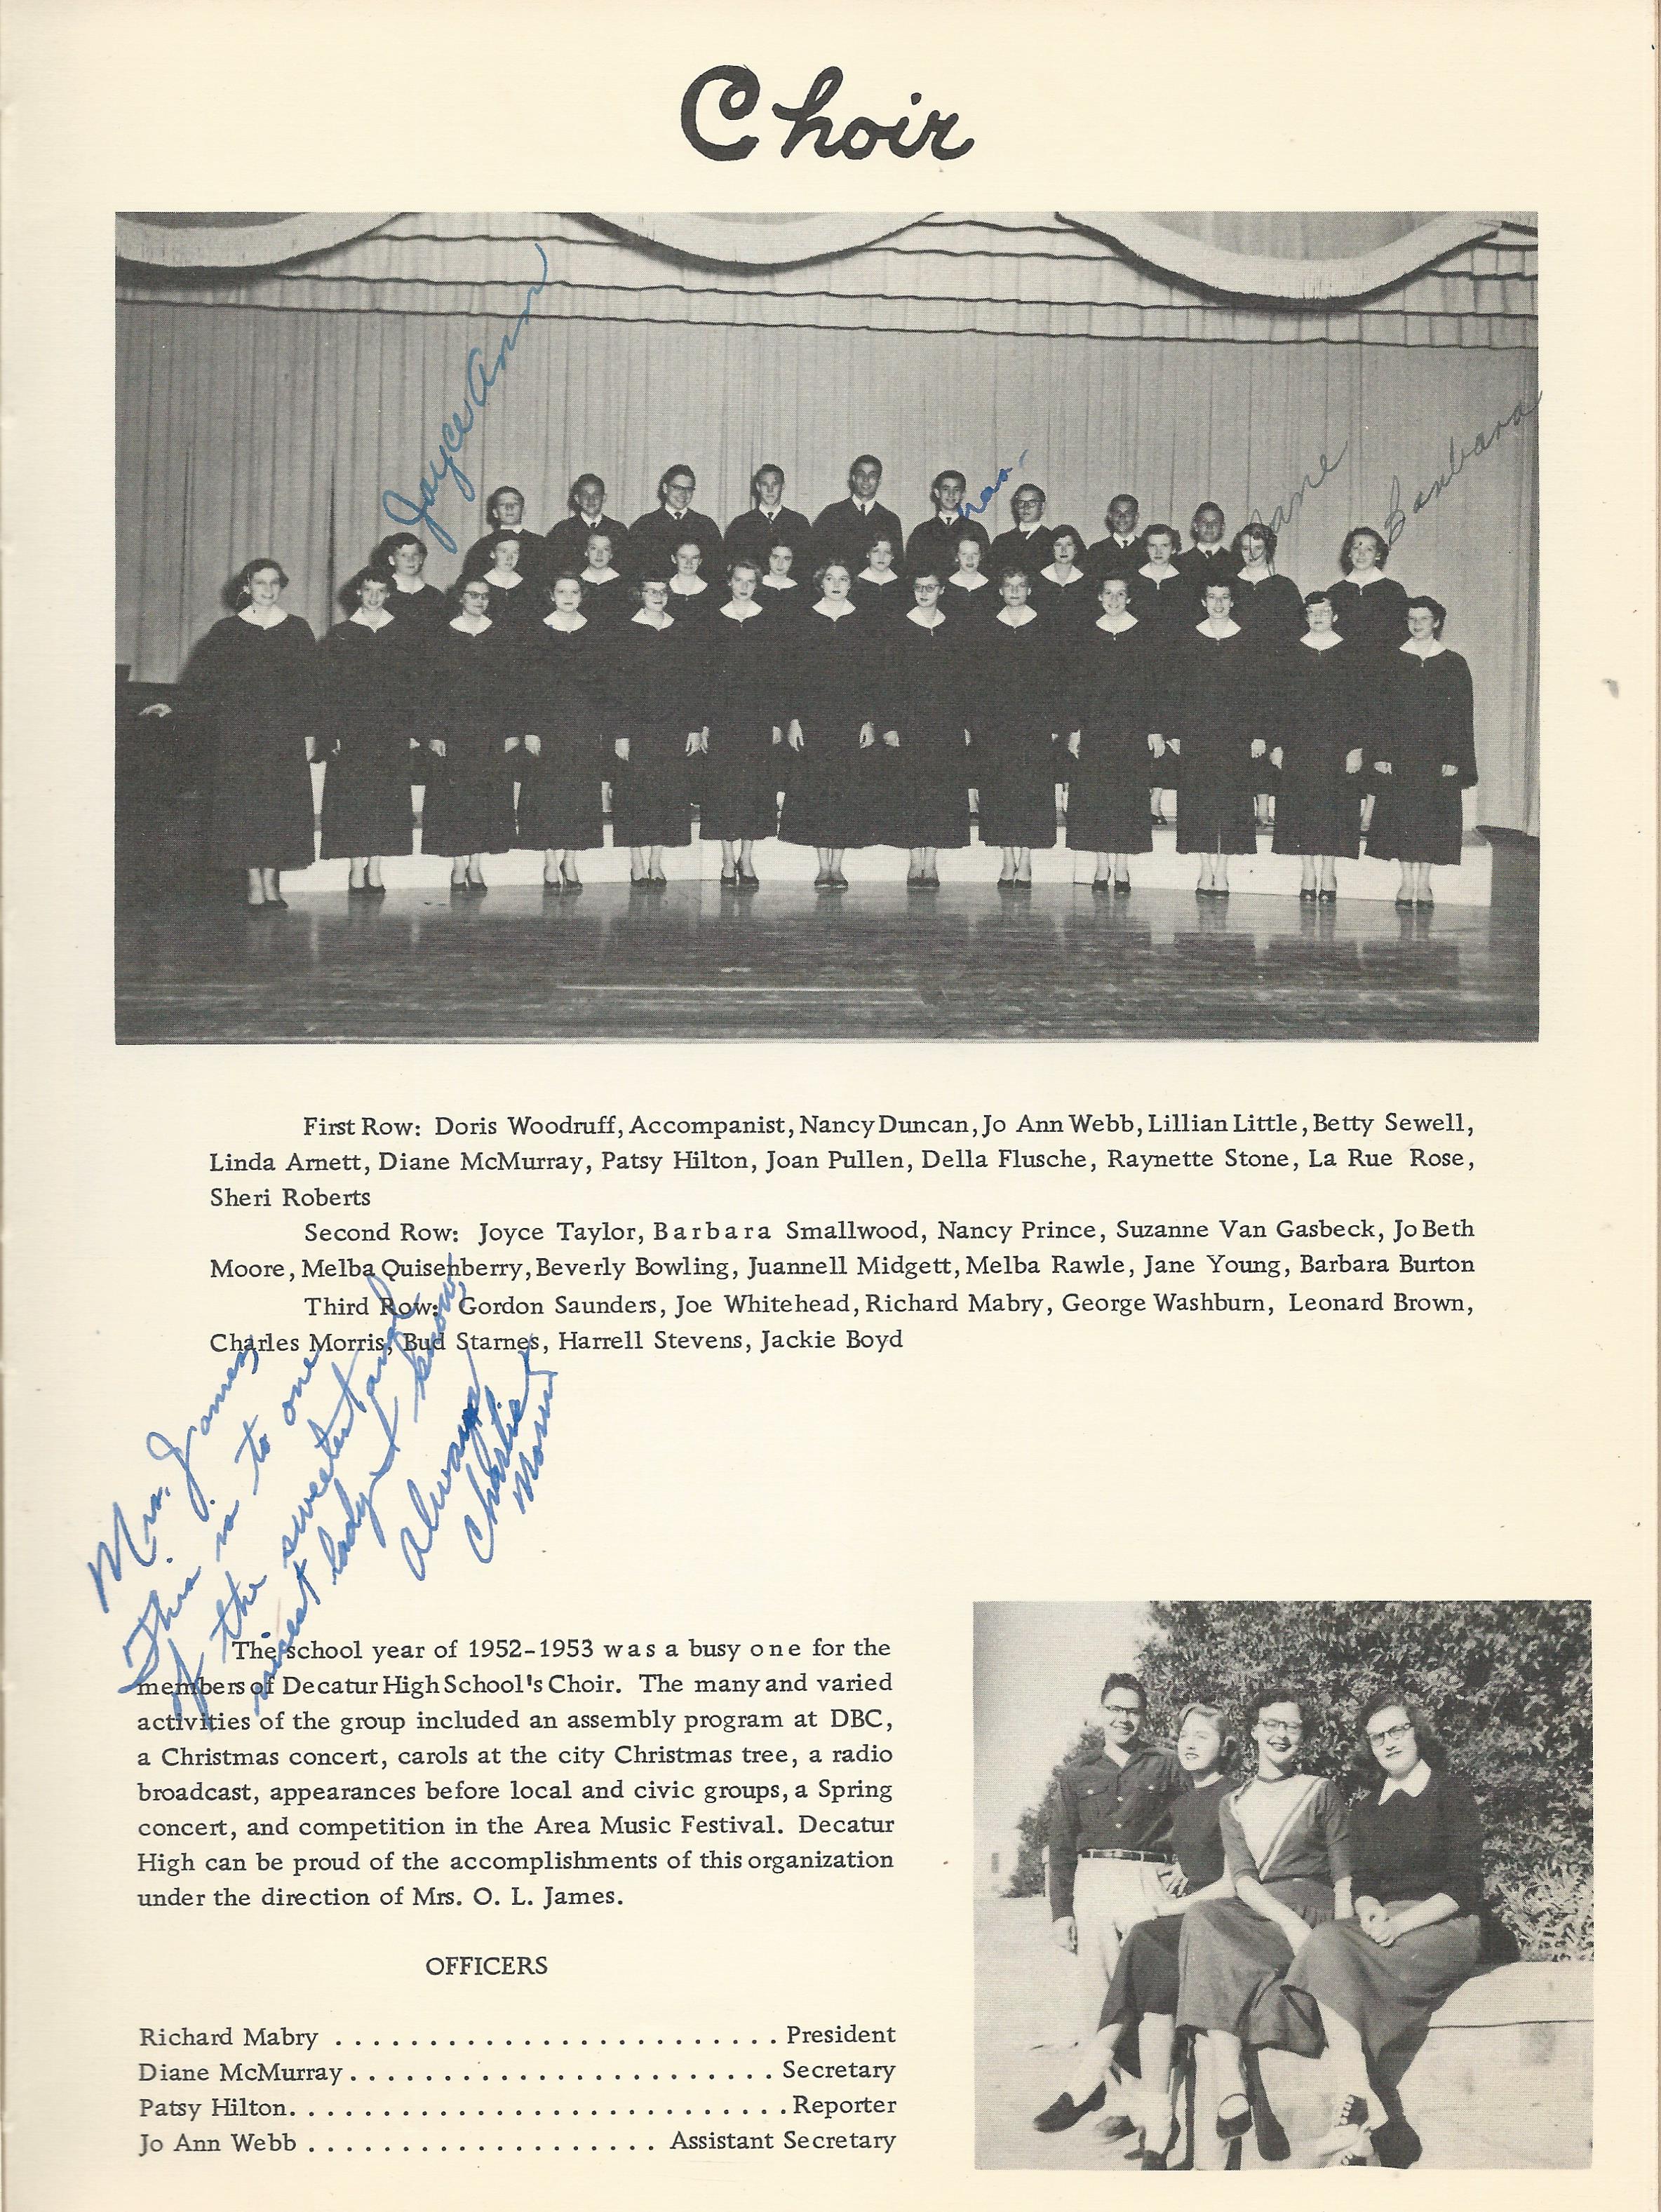 Choir
Joyce Ann
Jane
Barbara
First Row: Doris Woodruff, Accompanist, Nancy Duncan, Jo Ann Webb, Lillian Little, Betty Sewell,
Linda Arnett, Diane McMurray, Patsy Hilton, Joan Pullen, Della Flusche, Raynette Stone, La Rue Rose,
Sheri Roberts
Second Row: Joyce Taylor, Barbara Smallwood, Nancy Prince, Suzanne Van Gasbeck, Jo Beth
Moore, Melba Quisenberry, Beverly Bowling, Juannell Midgett, Melba Rawle, Jane Young, Barbara Burton
Third Row: Gordon Saunders, Joe Whitehead, Richard Mabry, George Washburn, Leonard Brown,
Charles Morris, Bud Starnes, Harrell Stevens, Jackie Boyd
Mrs. James,
This is to one
of the sweetest and
nicest lady I know,
Always
Charlie
Morris
The school year of 1952-1953 was a busy one for the
members of Decatur High School's Choir. The many and varied
activities of the group included an assembly program at DBC,
a Christmas concert, carols at the city Christmas tree, a radio
broadcast, appearances before local and civic groups, a Spring
concert, and competition in the Area Music Festival. Decatur
High can be proud of the accomplishments of this organization
under the direction of Mrs. O. L. James.
OFFICERS
Richard Mabry . . . . . . . . . . . . . . . . . . . . . . . . . President
Diane McMurray . . . . . . . . . . . . . . . . . . . . . . . . Secretary
Patsy Hilton. . . . . . . . . . . . . . . . . . . . . . . . . . . . Reporter
Jo Ann Webb . . . . . . . . . . . . . . . . . . . . Assistant Secretary